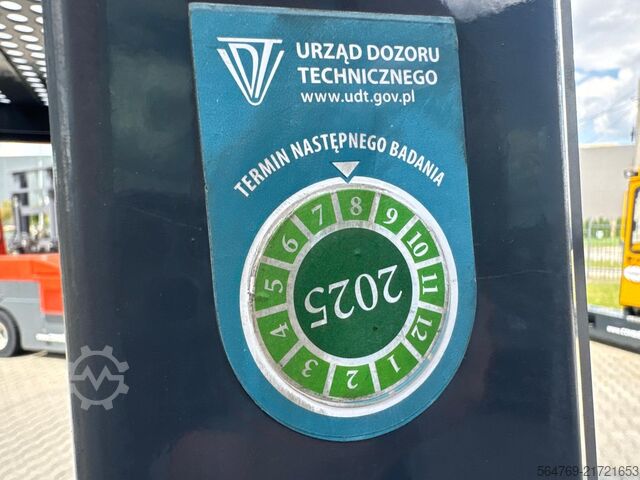 URZĄD DOZORU
TECHNICZNEGO
www.udt.gov.pl
TERMIN NASTĘPNEGO BADANIA
1 2 3 4 5 6 7 8 9 10 11 12
2025
564769-21721653